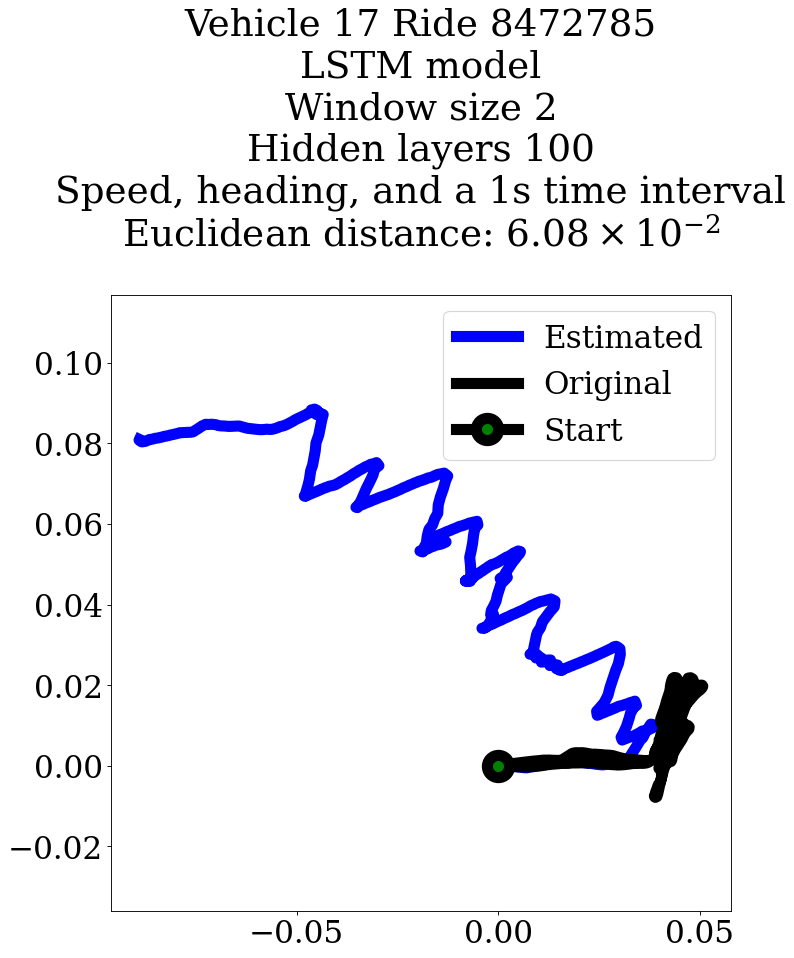 Vehicle 17 Ride 8472785
LSTM model
Window size 2
Hidden layers 100
Speed, heading, and a 1s time interval
Euclidean distance: 6.08 × 10⁻²
Estimated
Original
Start
0.10
0.08
0.06
0.04
0.02
0.00
−0.02
−0.05
0.00
0.05